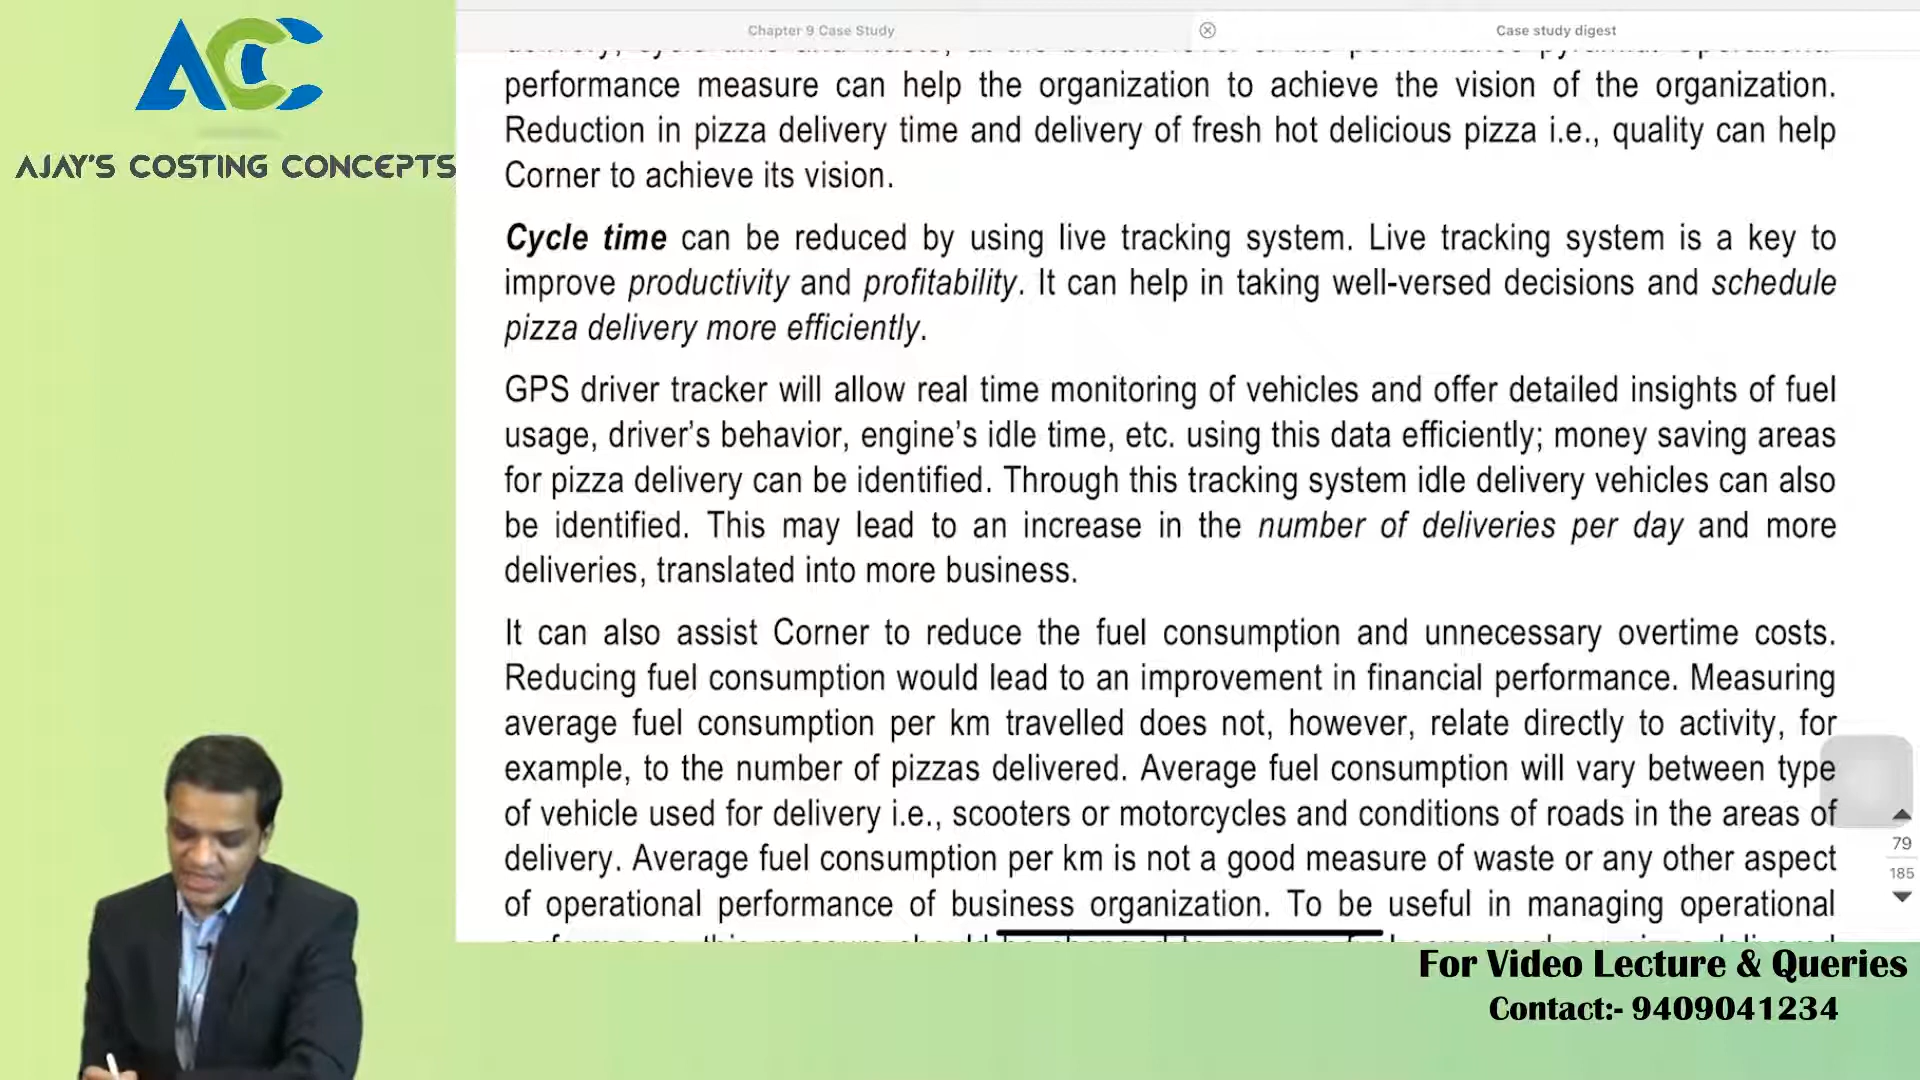 ACC
AJAY'S COSTING CONCEPTS
Chapter 9 Case Study
Case study digest
performance measure can help the organization to achieve the vision of the organization.
Reduction in pizza delivery time and delivery of fresh hot delicious pizza i.e., quality can help
Corner to achieve its vision.
Cycle time can be reduced by using live tracking system. Live tracking system is a key to
improve productivity and profitability. It can help in taking well-versed decisions and schedule
pizza delivery more efficiently.
GPS driver tracker will allow real time monitoring of vehicles and offer detailed insights of fuel
usage, driver's behavior, engine's idle time, etc. using this data efficiently; money saving areas
for pizza delivery can be identified. Through this tracking system idle delivery vehicles can also
be identified. This may lead to an increase in the number of deliveries per day and more
deliveries, translated into more business.
It can also assist Corner to reduce the fuel consumption and unnecessary overtime costs.
Reducing fuel consumption would lead to an improvement in financial performance. Measuring
average fuel consumption per km travelled does not, however, relate directly to activity, for
example, to the number of pizzas delivered. Average fuel consumption will vary between type
of vehicle used for delivery i.e., scooters or motorcycles and conditions of roads in the areas of
delivery. Average fuel consumption per km is not a good measure of waste or any other aspect
of operational performance of business organization. To be useful in managing operational
79
185
For Video Lecture & Queries
Contact:- 9409041234